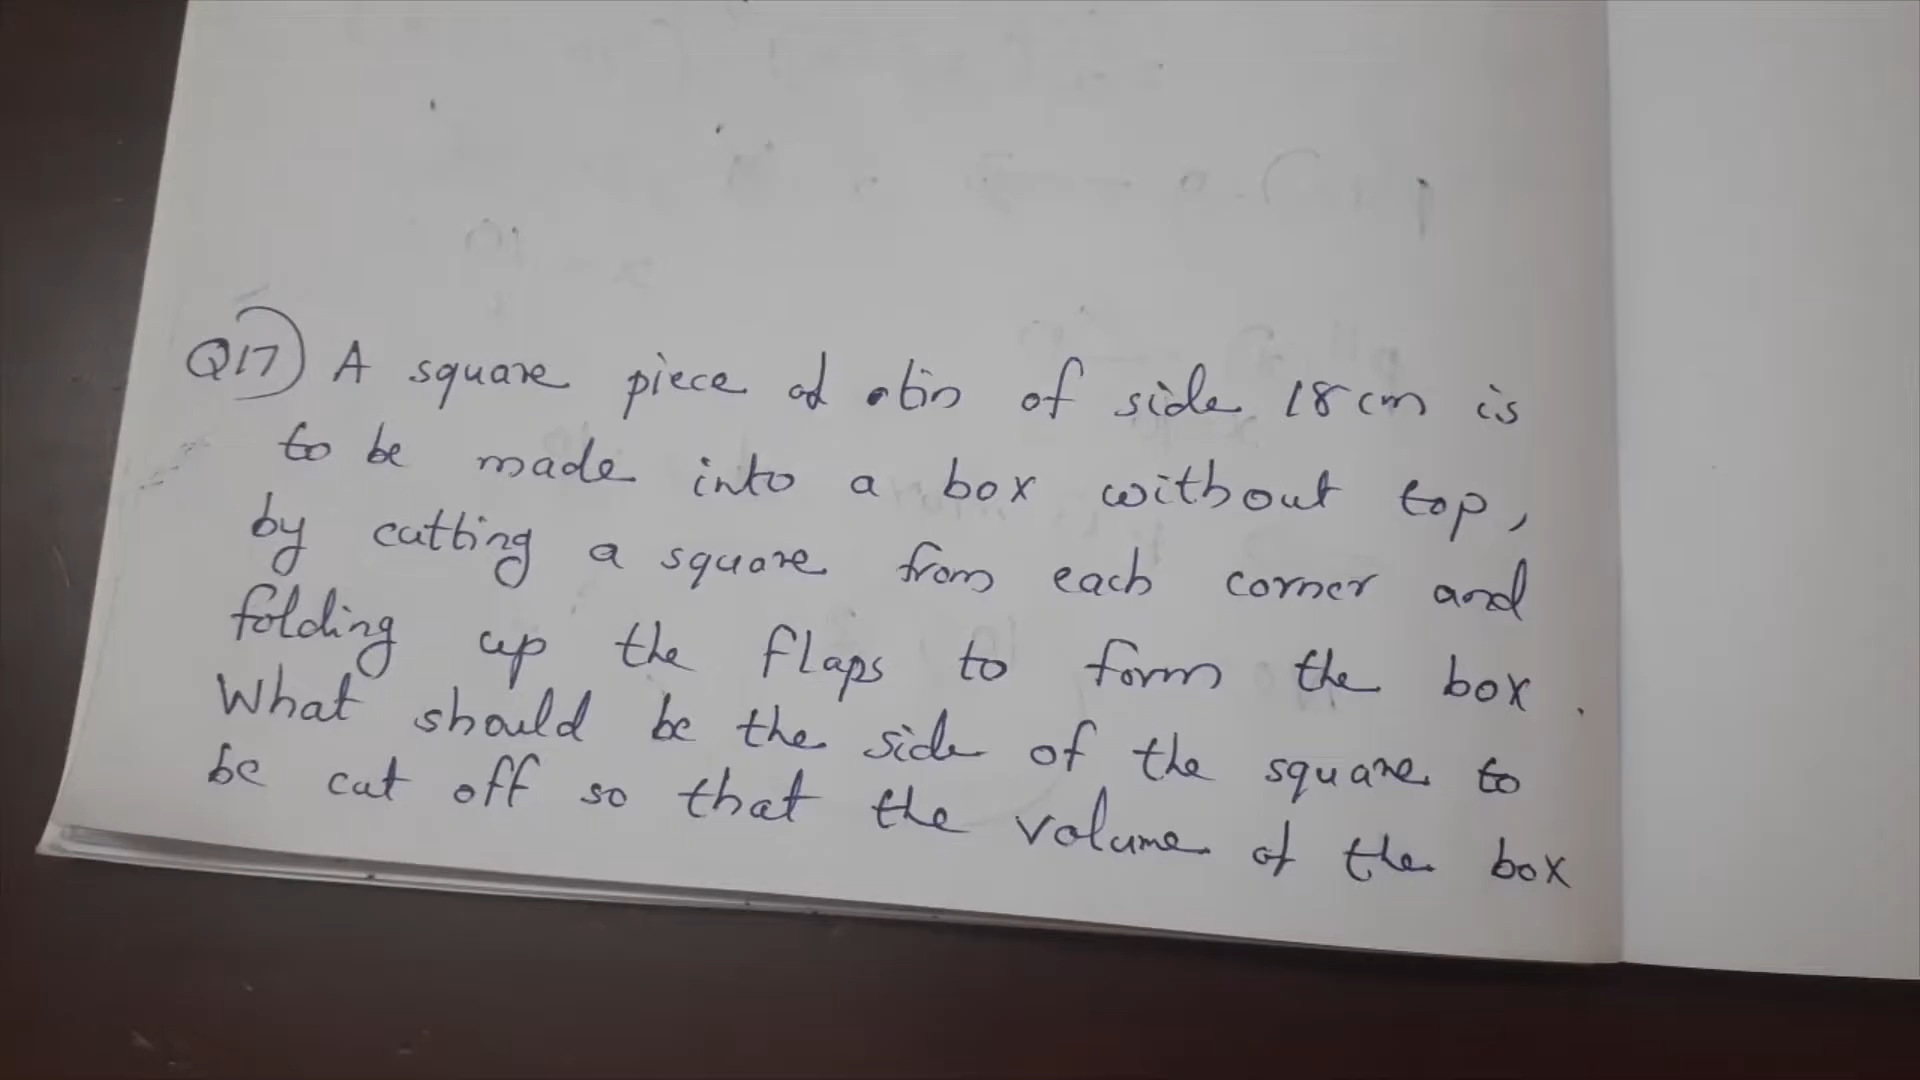 Q17) A square piece of tin of side 18 cm is
to be made into a box without top,
by cutting a square from each corner and
folding up the flaps to form the box.
What should be the side of the square to
be cut off so that the volume of the box